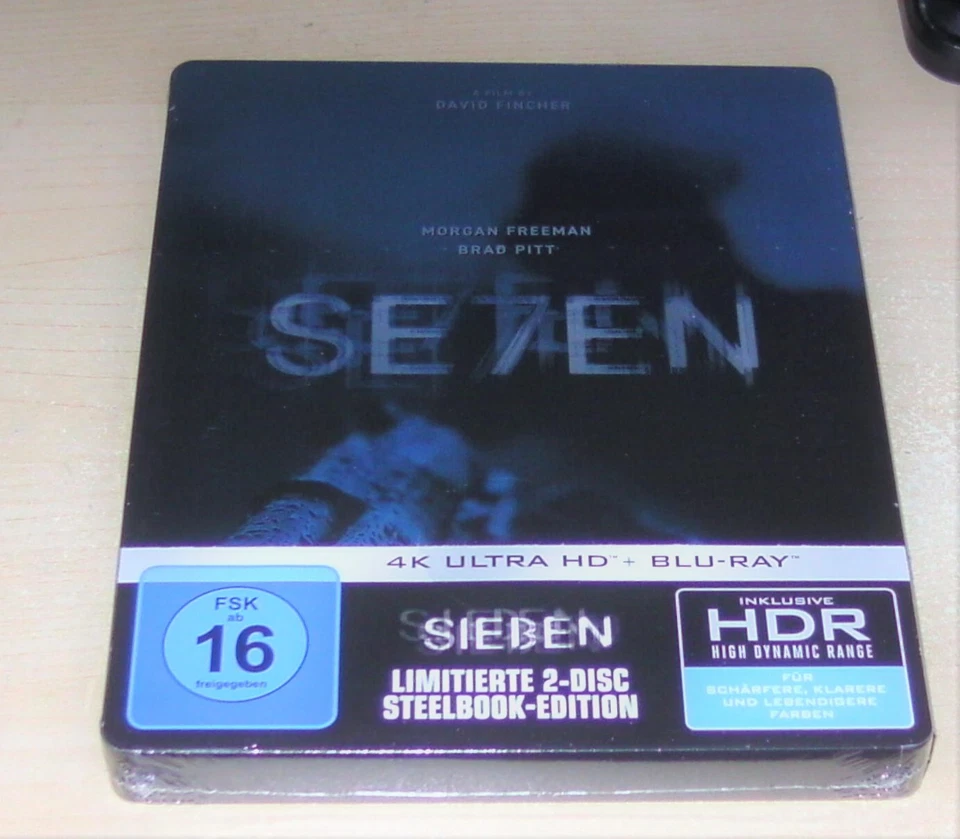 A FILM BY
DAVID FINCHER
MORGAN FREEMAN
BRAD PITT
SE7EN
4K ULTRA HD™ + BLU-RAY™
FSK
ab
16
freigegeben
SIEBEN
LIMITIERTE 2-DISC
STEELBOOK-EDITION
INKLUSIVE
HDR
HIGH DYNAMIC RANGE
FÜR
SCHÄRFERE, KLARERE
UND LEBENDIGERE
FARBEN